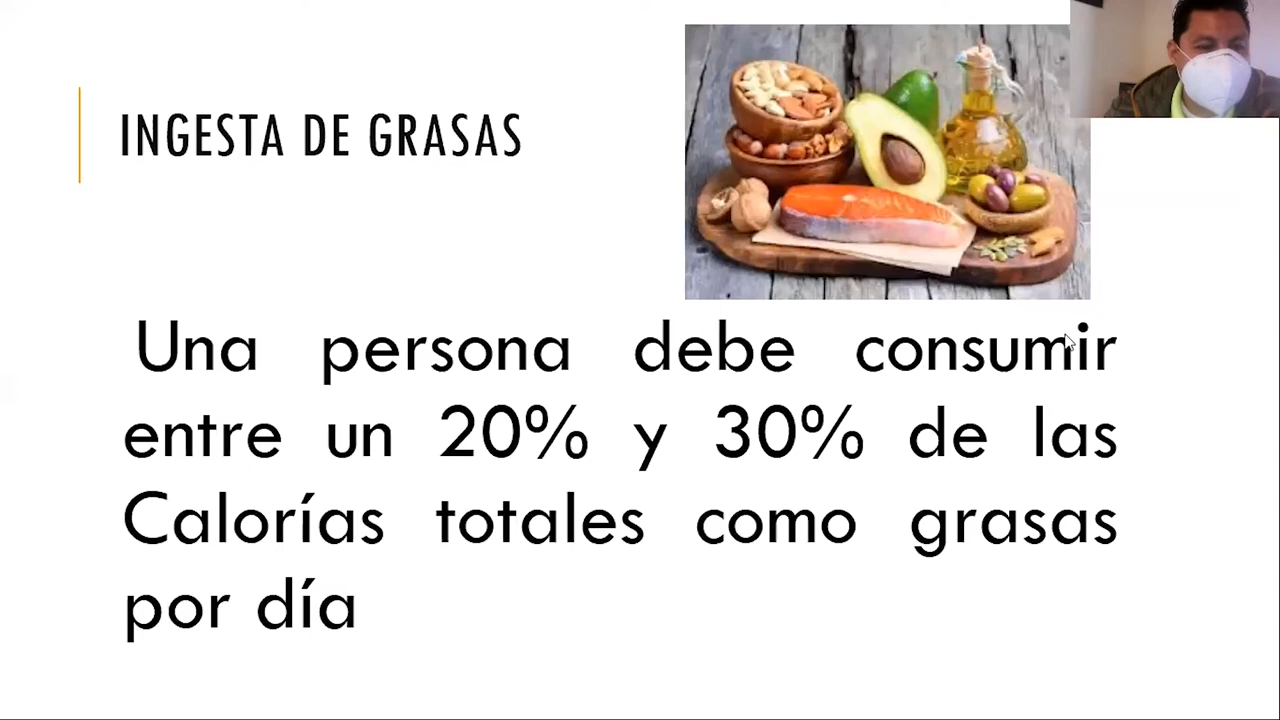 INGESTA DE GRASAS
Una persona debe consumir
entre un 20% y 30% de las
Calorías totales como grasas
por día